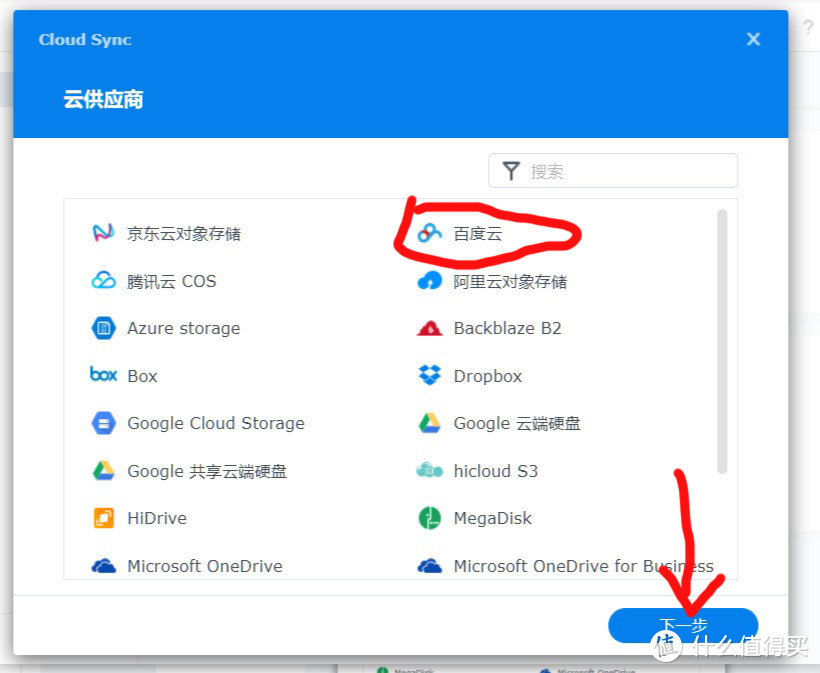 ?
Cloud Sync
云供应商
搜索
京东云对象存储
百度云
腾讯云 COS
阿里云对象存储
Azure storage
Backblaze B2
box Box
Dropbox
Google Cloud Storage
Google 云端硬盘
Google 共享云端硬盘
hicloud S3
HiDrive
MegaDisk
Microsoft OneDrive
Microsoft OneDrive for Business
下一步
值 什么值得买
MegaDisk
Microsoft OneDrive